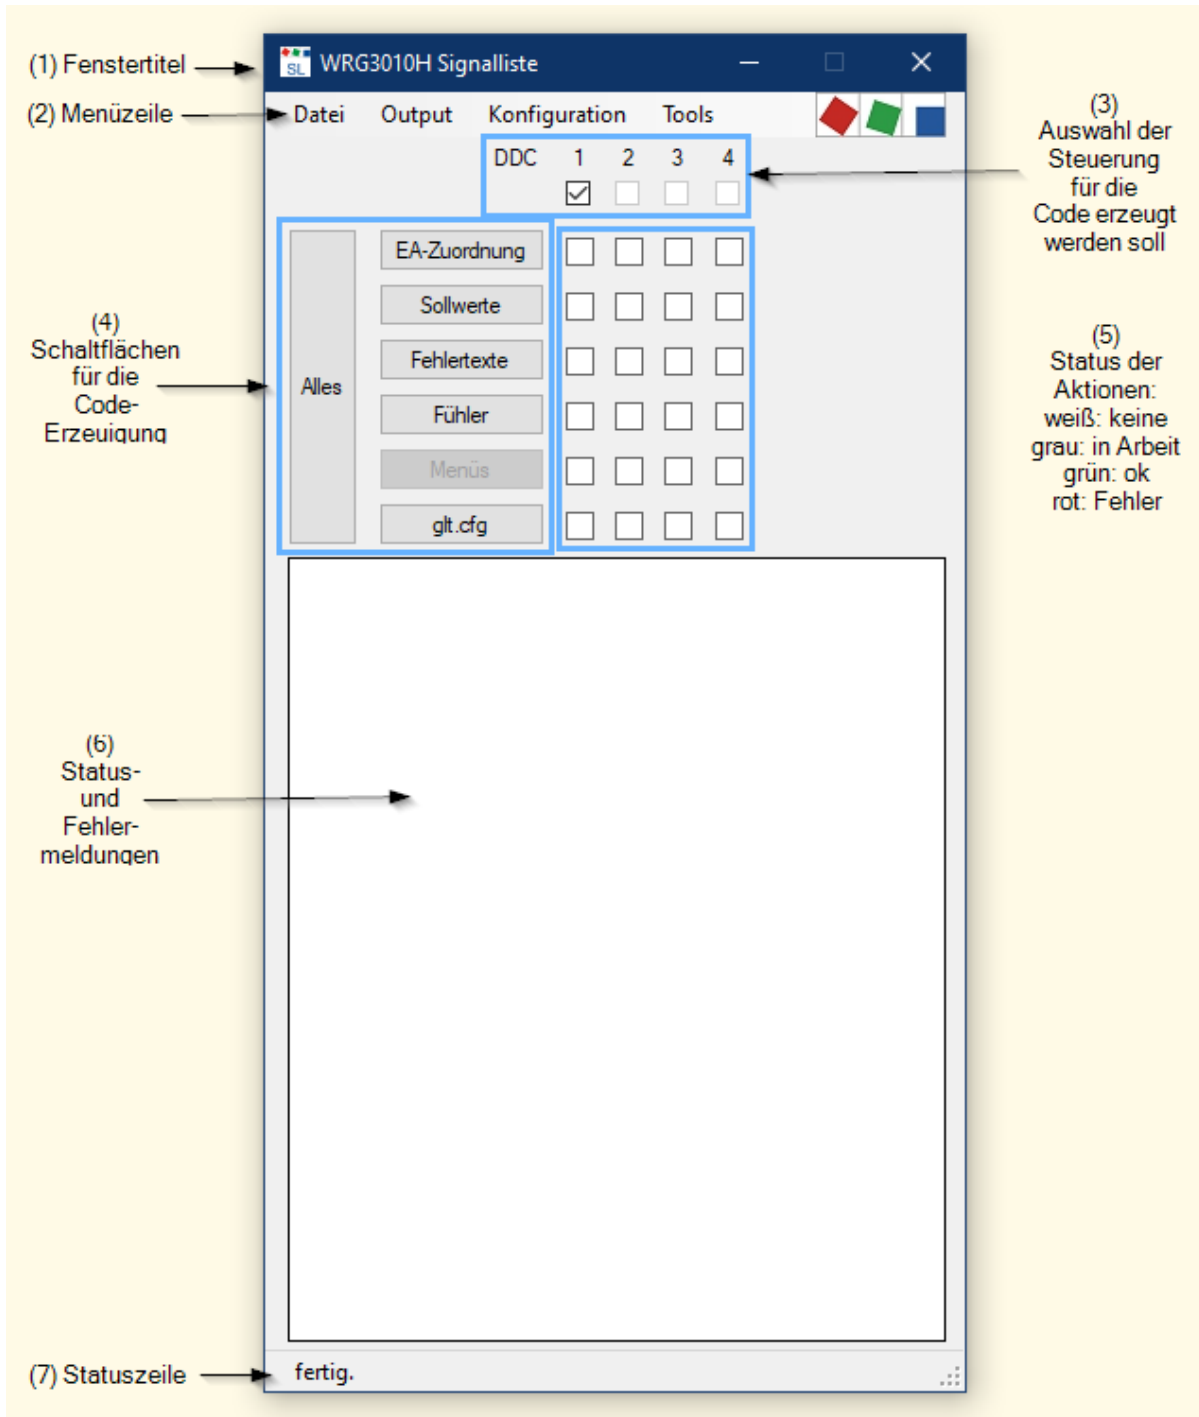 (1) Fenstertitel
SL WRG3010H Signalliste
(2) Menüzeile
Datei Output Konfiguration Tools
DDC 1 2 3 4
(3)
Auswahl der
Steuerung
für die
Code erzeugt
werden soll
(4)
Schaltflächen
für die
Code-
Erzeuigung
Alles
EA-Zuordnung
Sollwerte
Fehlertexte
Fühler
Menüs
glt.cfg
(5)
Status der
Aktionen:
weiß: keine
grau: in Arbeit
grün: ok
rot: Fehler
(6)
Status-
und
Fehler-
meldungen
(7) Statuszeile
fertig.